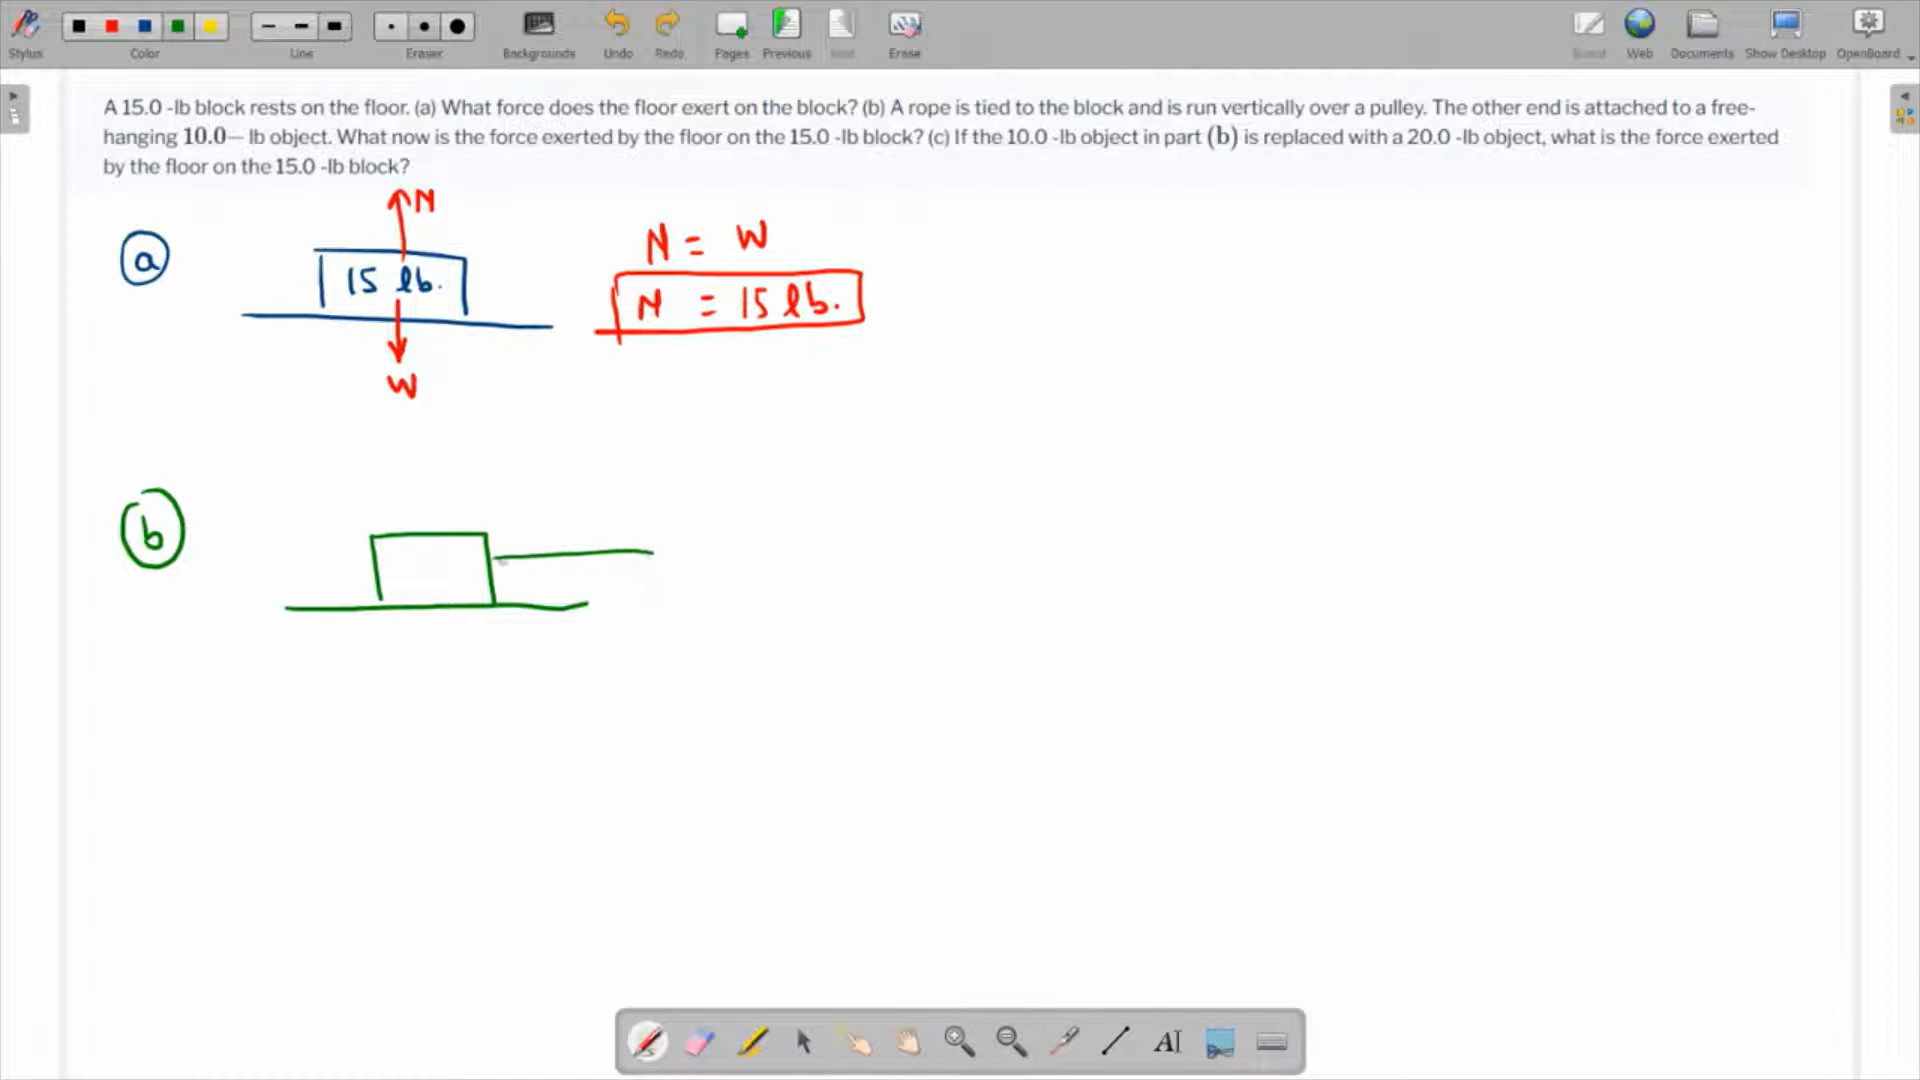 Stylus Color Line Eraser Backgrounds Undo Redo Pages Previous Erase Board Web Documents Show Desktop OpenBoard
A 15.0 -lb block rests on the floor. (a) What force does the floor exert on the block? (b) A rope is tied to the block and is run vertically over a pulley. The other end is attached to a free-
hanging 10.0— lb object. What now is the force exerted by the floor on the 15.0 -lb block? (c) If the 10.0 -lb object in part (b) is replaced with a 20.0 -lb object, what is the force exerted
by the floor on the 15.0 -lb block?
N
a
15 lb.
W
N = W
N = 15 lb.
b
AI